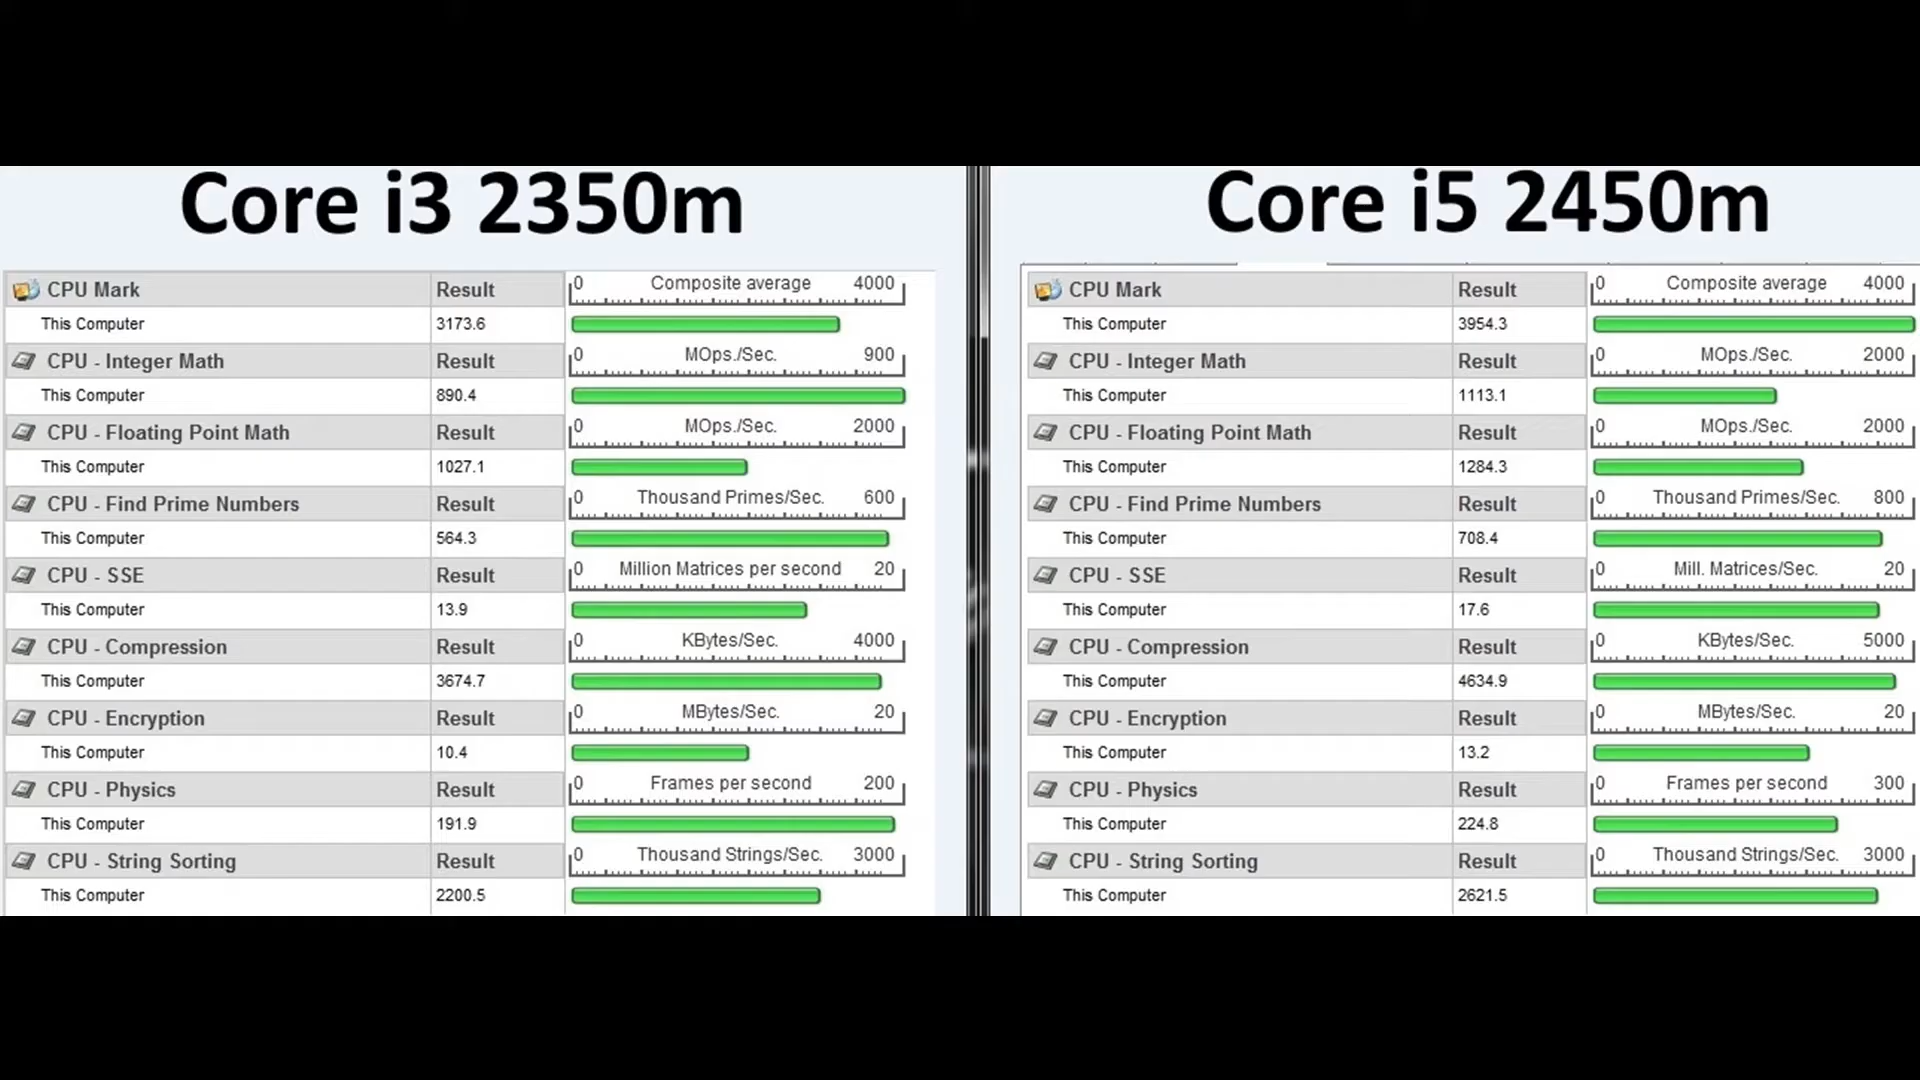 Core i3 2350m
CPU Mark Result 0 Composite average 4000
This Computer 3173.6
CPU - Integer Math Result 0 MOps./Sec. 900
This Computer 890.4
CPU - Floating Point Math Result 0 MOps./Sec. 2000
This Computer 1027.1
CPU - Find Prime Numbers Result 0 Thousand Primes/Sec. 600
This Computer 564.3
CPU - SSE Result 0 Million Matrices per second 20
This Computer 13.9
CPU - Compression Result 0 KBytes/Sec. 4000
This Computer 3674.7
CPU - Encryption Result 0 MBytes/Sec. 20
This Computer 10.4
CPU - Physics Result 0 Frames per second 200
This Computer 191.9
CPU - String Sorting Result 0 Thousand Strings/Sec. 3000
This Computer 2200.5
Core i5 2450m
CPU Mark Result 0 Composite average 4000
This Computer 3954.3
CPU - Integer Math Result 0 MOps./Sec. 2000
This Computer 1113.1
CPU - Floating Point Math Result 0 MOps./Sec. 2000
This Computer 1284.3
CPU - Find Prime Numbers Result 0 Thousand Primes/Sec. 800
This Computer 708.4
CPU - SSE Result 0 Mill. Matrices/Sec. 20
This Computer 17.6
CPU - Compression Result 0 KBytes/Sec. 5000
This Computer 4634.9
CPU - Encryption Result 0 MBytes/Sec. 20
This Computer 13.2
CPU - Physics Result 0 Frames per second 300
This Computer 224.8
CPU - String Sorting Result 0 Thousand Strings/Sec. 3000
This Computer 2621.5